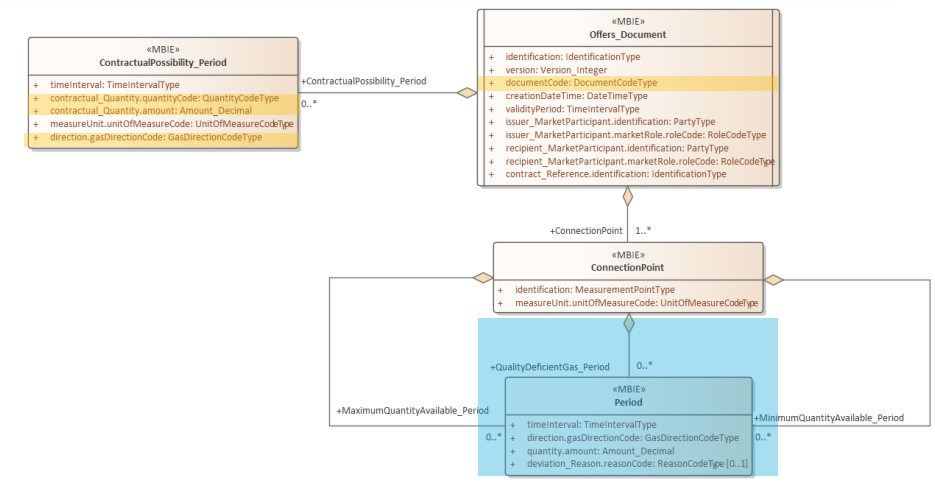 «MBIE»
Offers_Document
+ identification: IdentificationType
+ version: Version_Integer
+ documentCode: DocumentCodeType
+ creationDateTime: DateTimeType
+ validityPeriod: TimeIntervalType
+ issuer_MarketParticipant.identification: PartyType
+ issuer_MarketParticipant.marketRole.roleCode: RoleCodeType
+ recipient_MarketParticipant.identification: PartyType
+ recipient_MarketParticipant.marketRole.roleCode: RoleCodeType
+ contract_Reference.identification: IdentificationType
«MBIE»
ContractualPossibility_Period
+ timeInterval: TimeIntervalType
+ contractual_Quantity.quantityCode: QuantityCodeType
+ contractual_Quantity.amount: Amount_Decimal
+ measureUnit.unitOfMeasureCode: UnitOfMeasureCodeType
+ direction.gasDirectionCode: GasDirectionCodeType
+ContractualPossibility_Period
0..*
+ConnectionPoint
1..*
«MBIE»
ConnectionPoint
+ identification: MeasurementPointType
+ measureUnit.unitOfMeasureCode: UnitOfMeasureCodeType
+QualityDeficientGas_Period
0..*
«MBIE»
Period
+ timeInterval: TimeIntervalType
+ direction.gasDirectionCode: GasDirectionCodeType
+ quantity.amount: Amount_Decimal
+ deviation_Reason.reasonCode: ReasonCodeType [0..1]
+MaximumQuantityAvailable_Period
0..*
+MinimumQuantityAvailable_Period
0..*